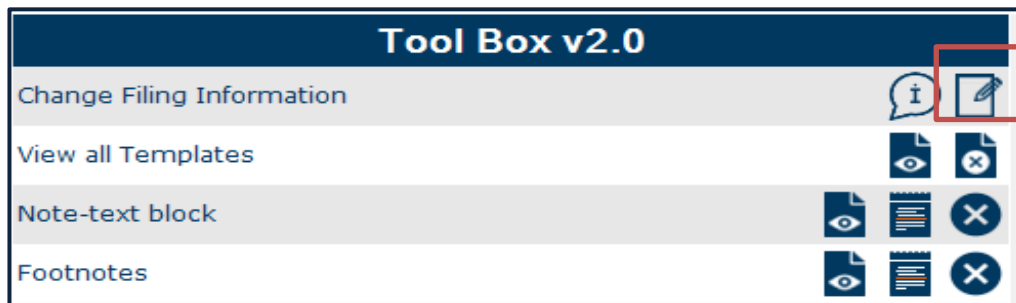 Tool Box v2.0
Change Filing Information
View all Templates
Note-text block
Footnotes